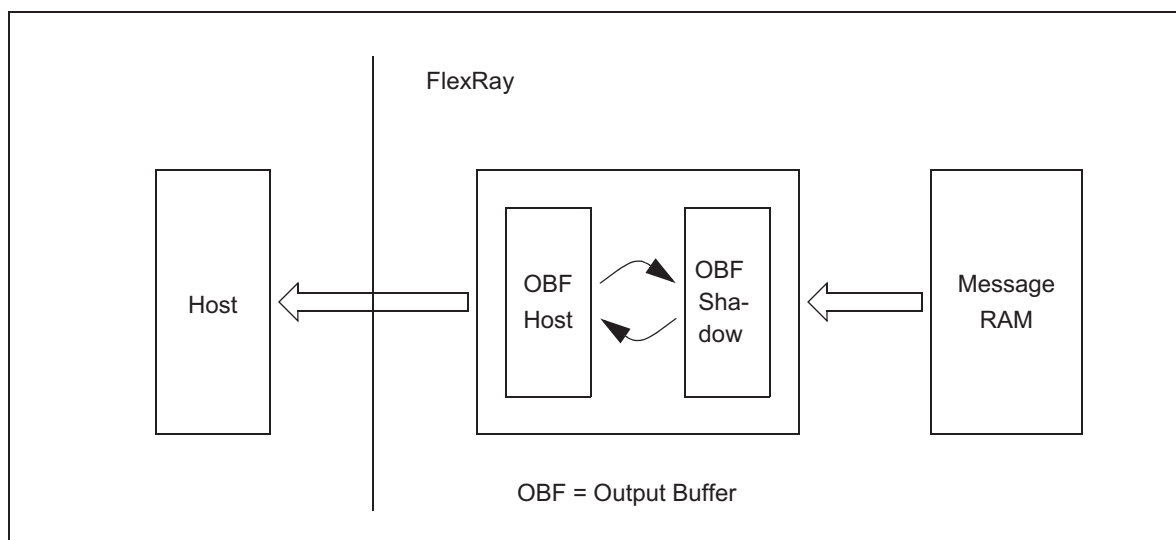 FlexRay
Host
OBF
Host
OBF
Sha-
dow
Message
RAM
OBF = Output Buffer